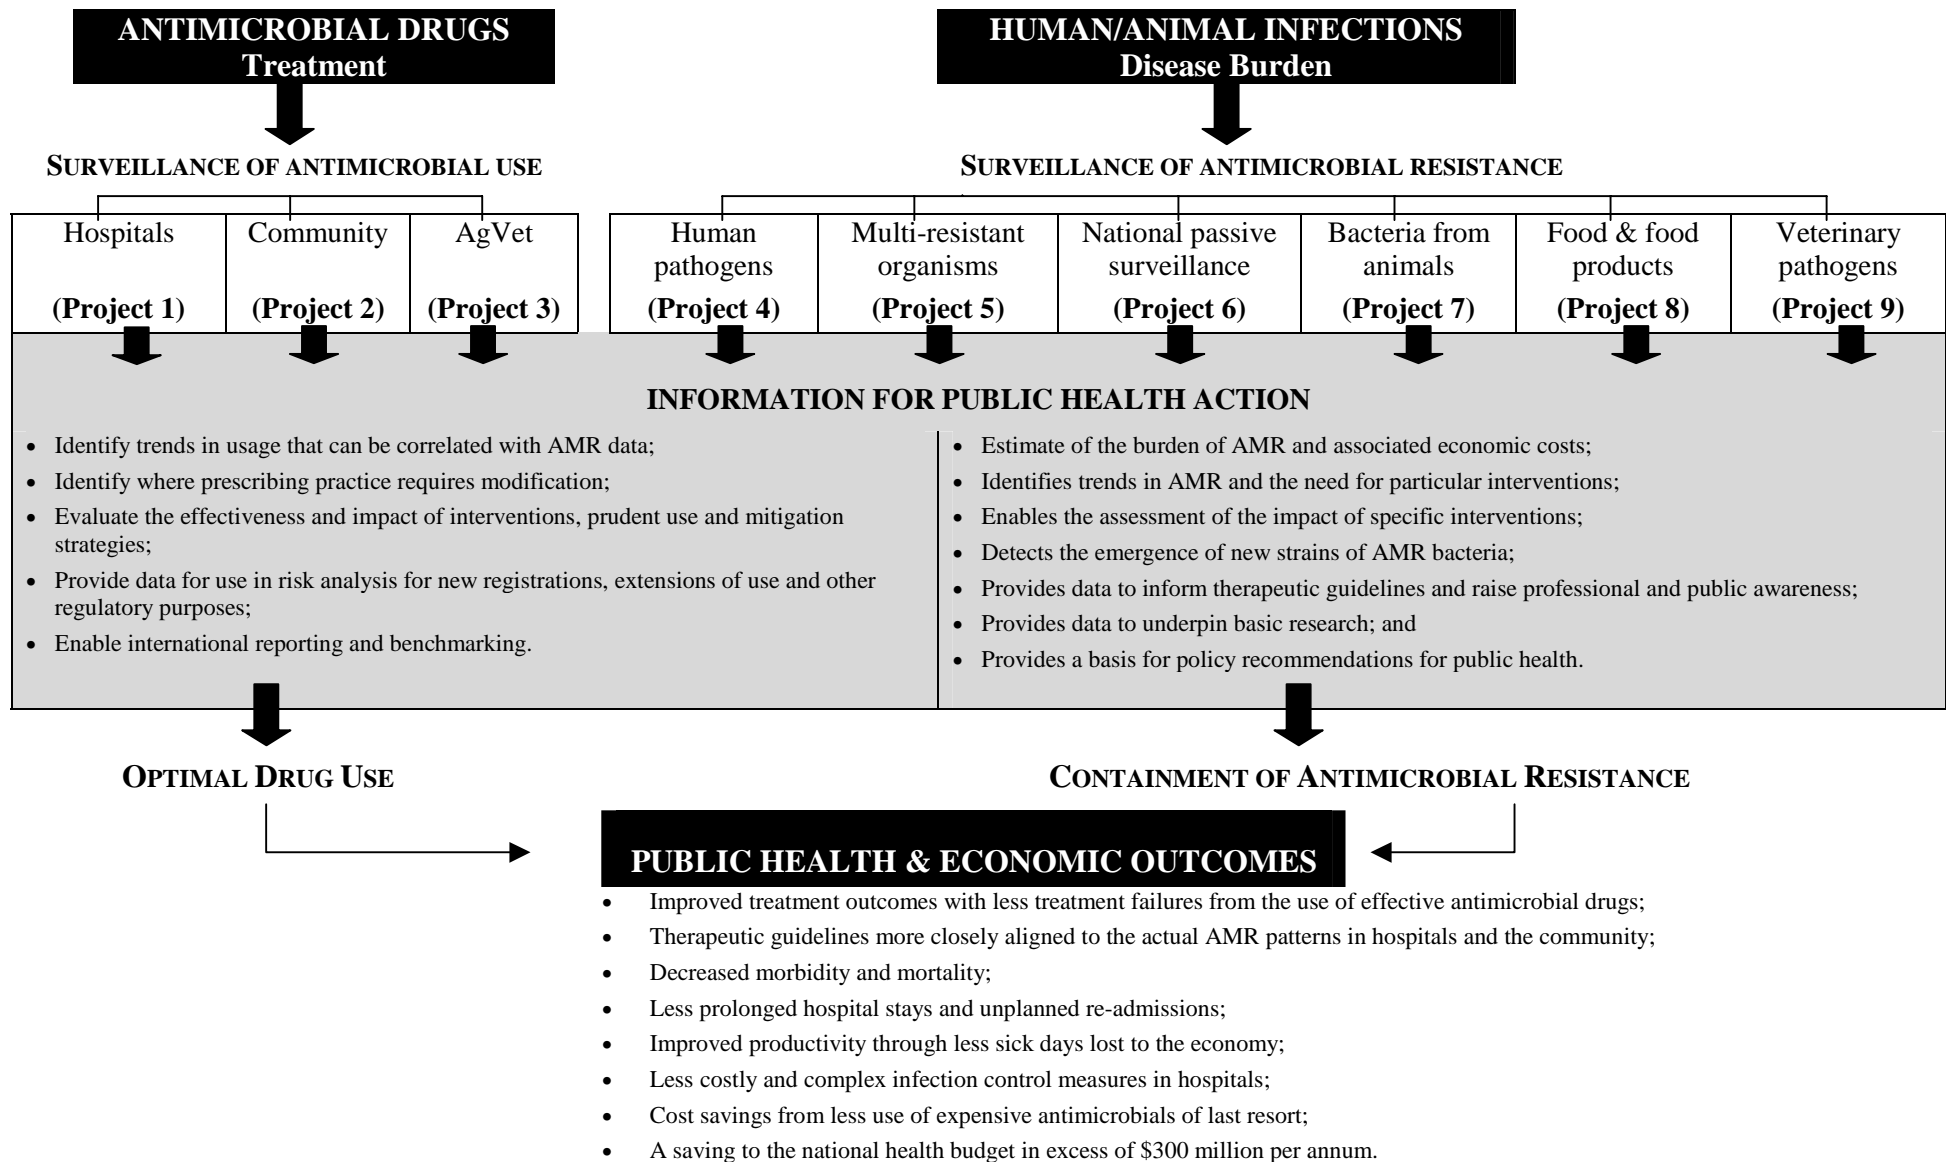 ANTIMICROBIAL DRUGS
Treatment
HUMAN/ANIMAL INFECTIONS
Disease Burden
SURVEILLANCE OF ANTIMICROBIAL USE
SURVEILLANCE OF ANTIMICROBIAL RESISTANCE
Hospitals
(Project 1)
Community
(Project 2)
AgVet
(Project 3)
Human
pathogens
(Project 4)
Multi-resistant
organisms
(Project 5)
National passive
surveillance
(Project 6)
Bacteria from
animals
(Project 7)
Food & food
products
(Project 8)
Veterinary
pathogens
(Project 9)
INFORMATION FOR PUBLIC HEALTH ACTION
• Identify trends in usage that can be correlated with AMR data;
• Identify where prescribing practice requires modification;
• Evaluate the effectiveness and impact of interventions, prudent use and mitigation
strategies;
• Provide data for use in risk analysis for new registrations, extensions of use and other
regulatory purposes;
• Enable international reporting and benchmarking.
• Estimate of the burden of AMR and associated economic costs;
• Identifies trends in AMR and the need for particular interventions;
• Enables the assessment of the impact of specific interventions;
• Detects the emergence of new strains of AMR bacteria;
• Provides data to inform therapeutic guidelines and raise professional and public awareness;
• Provides data to underpin basic research; and
• Provides a basis for policy recommendations for public health.
OPTIMAL DRUG USE
CONTAINMENT OF ANTIMICROBIAL RESISTANCE
PUBLIC HEALTH & ECONOMIC OUTCOMES
• Improved treatment outcomes with less treatment failures from the use of effective antimicrobial drugs;
• Therapeutic guidelines more closely aligned to the actual AMR patterns in hospitals and the community;
• Decreased morbidity and mortality;
• Less prolonged hospital stays and unplanned re-admissions;
• Improved productivity through less sick days lost to the economy;
• Less costly and complex infection control measures in hospitals;
• Cost savings from less use of expensive antimicrobials of last resort;
• A saving to the national health budget in excess of $300 million per annum.